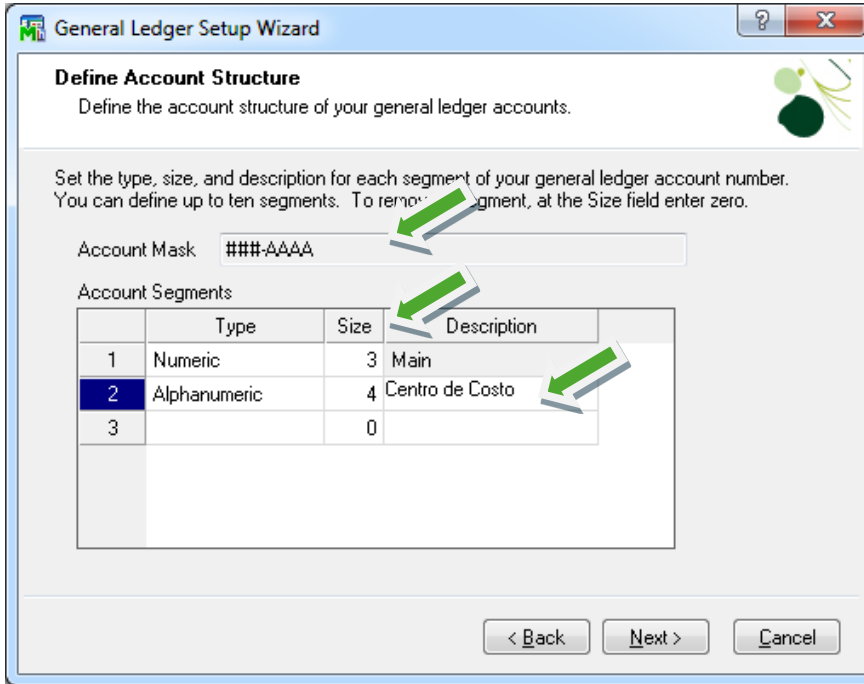 General Ledger Setup Wizard
Define Account Structure
Define the account structure of your general ledger accounts.
Set the type, size, and description for each segment of your general ledger account number.
You can define up to ten segments. To remov gment, at the Size field enter zero.
Account Mask ###-AAAA
Account Segments
Type Size Description
1 Numeric 3 Main
2 Alphanumeric 4 Centro de Costo
3 0
< Back Next > Cancel